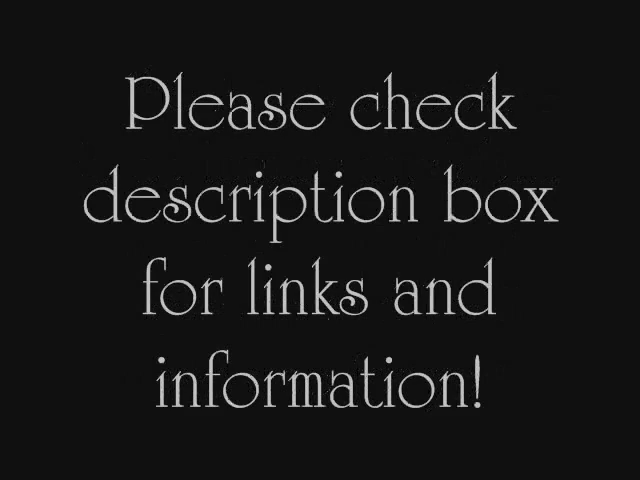 Please check
description box
for links and
information!